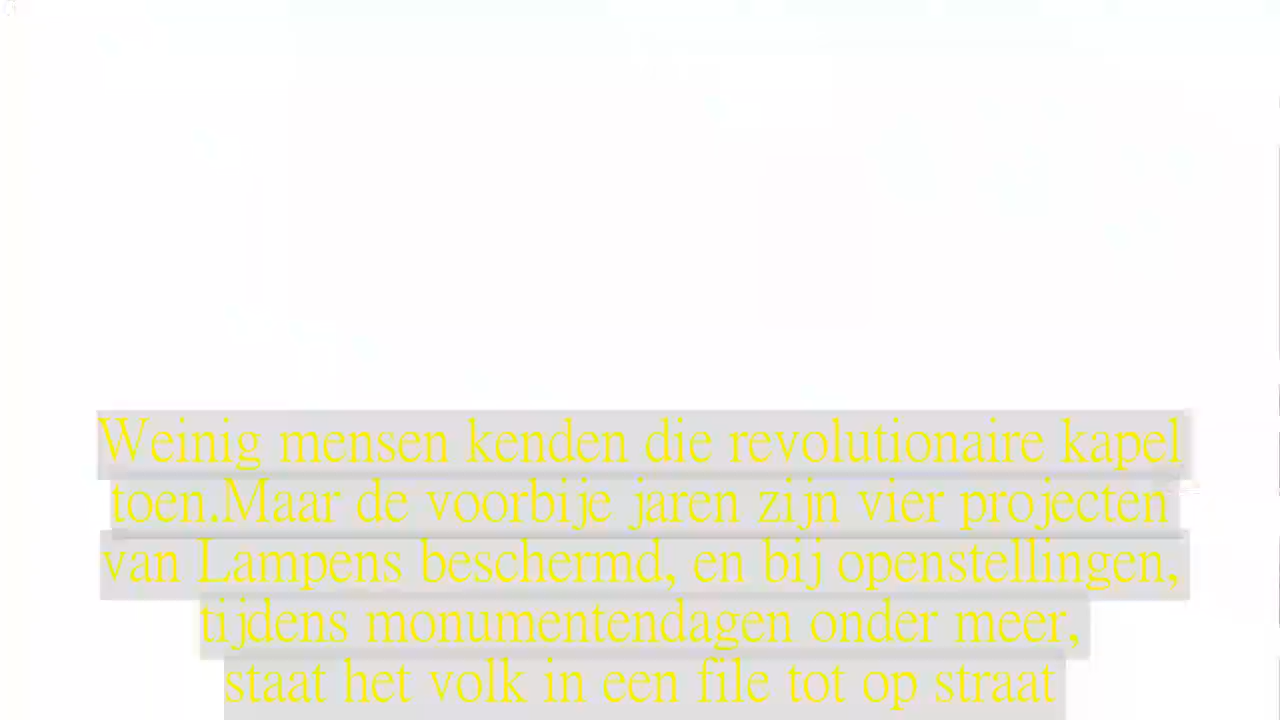 Weinig mensen kenden die revolutionaire kapel
toen.Maar de voorbije jaren zijn vier projecten
van Lampens beschermd, en bij openstellingen,
tijdens monumentendagen onder meer,
staat het volk in een file tot op straat